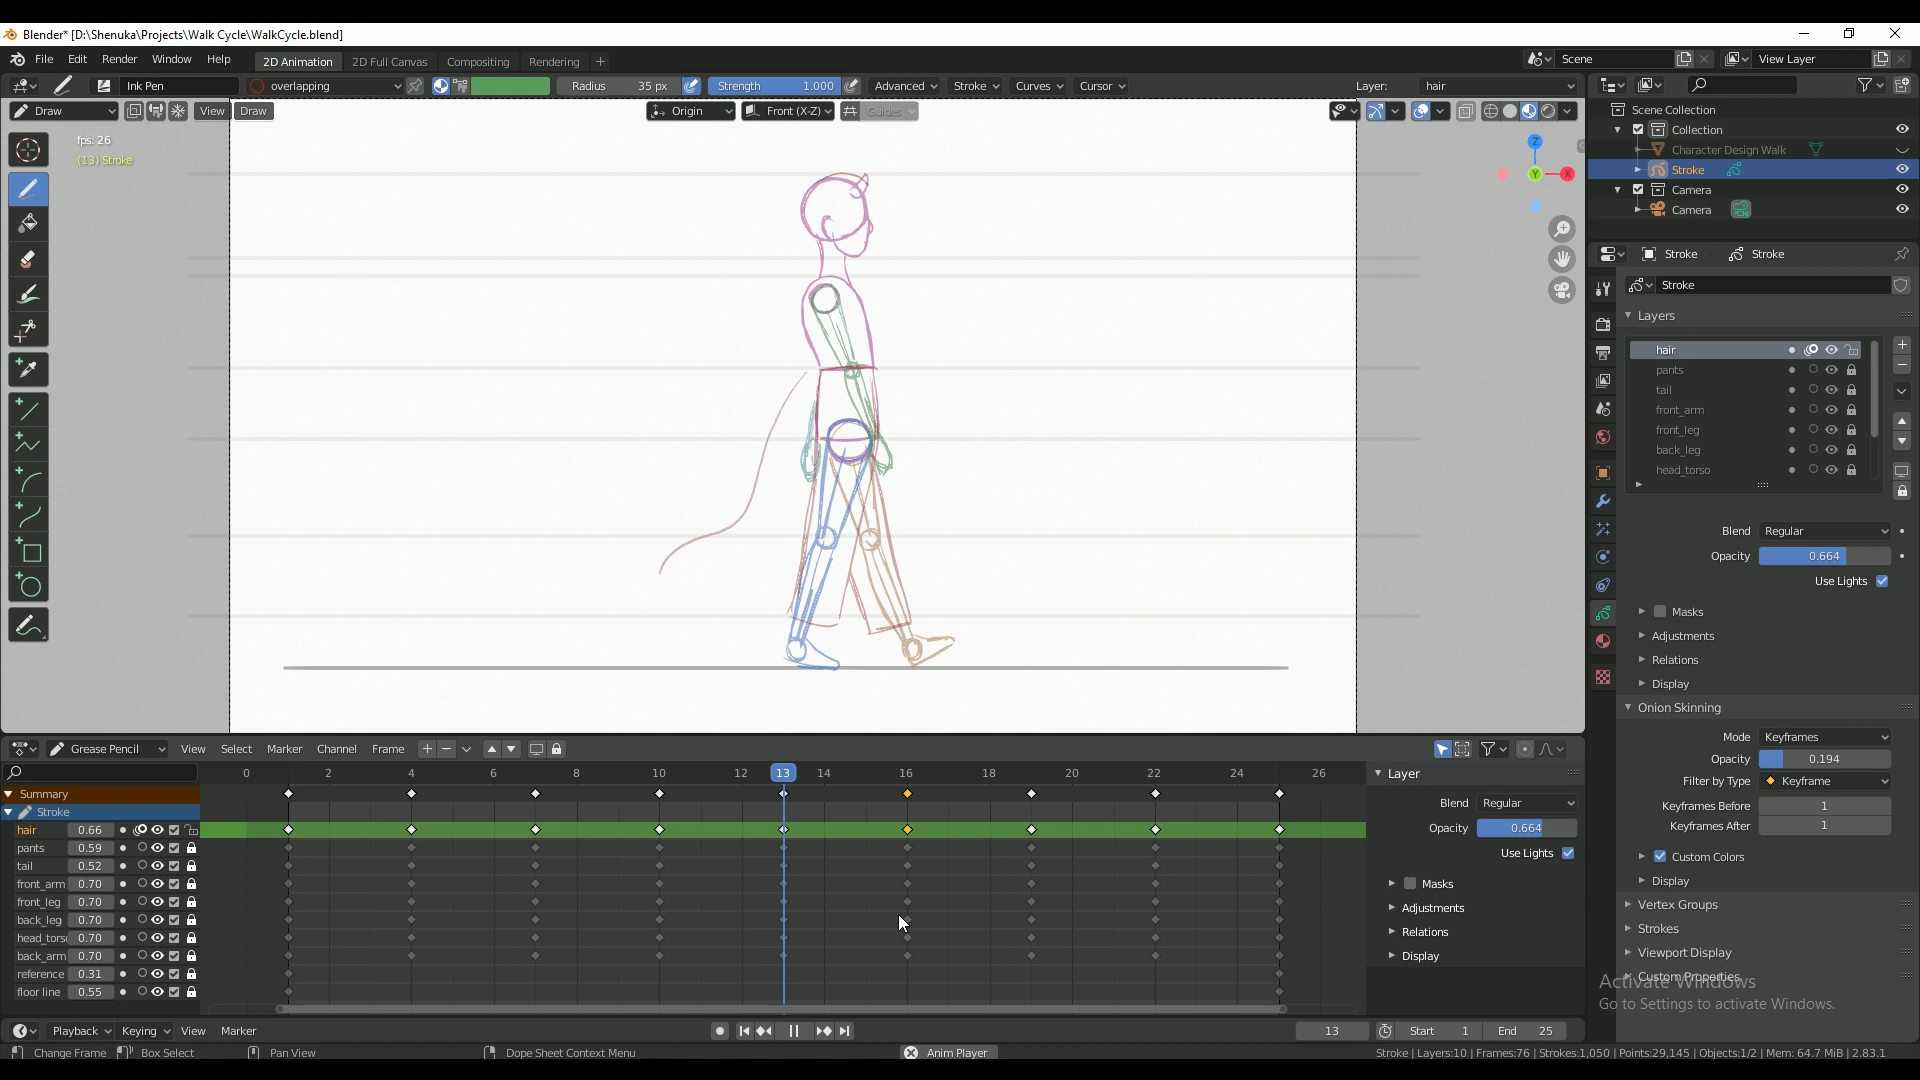 Blender* [D:\Shenuka\Projects\Walk Cycle\WalkCycle.blend]
File Edit Render Window Help 2D Animation 2D Full Canvas Compositing Rendering + Scene View Layer
Ink Pen overlapping Radius 35 px Strength 1.000 Advanced Stroke Curves Cursor Layer: hair
Draw View Draw Origin Front (X-Z) Guides
fps: 26
(13) Stroke
Z
Y X
Scene Collection
Collection
Character Design Walk
Stroke
Camera
Camera
Stroke Stroke
Stroke
Layers
hair
pants
tail
front_arm
front_leg
back_leg
head_torso
Blend Regular
Opacity 0.664
Use Lights
Masks
Adjustments
Relations
Display
Onion Skinning
Mode Keyframes
Opacity 0.194
Filter by Type Keyframe
Keyframes Before 1
Keyframes After 1
Custom Colors
Display
Vertex Groups
Strokes
Viewport Display
Custom Properties
Activate Windows
Go to Settings to activate Windows.
Grease Pencil View Select Marker Channel Frame
0 2 4 6 8 10 12 13 14 16 18 20 22 24 26
Summary
Stroke
hair 0.66
pants 0.59
tail 0.52
front_arm 0.70
front_leg 0.70
back_leg 0.70
head_tors 0.70
back_arm 0.70
reference 0.31
floor line 0.55
Layer
Blend Regular
Opacity 0.664
Use Lights
Masks
Adjustments
Relations
Display
Playback Keying View Marker 13 Start 1 End 25
Change Frame Box Select Pan View Dope Sheet Context Menu Anim Player Stroke | Layers:10 | Frames:76 | Strokes:1,050 | Points:29,145 | Objects:1/2 | Mem: 64.7 MiB | 2.83.1